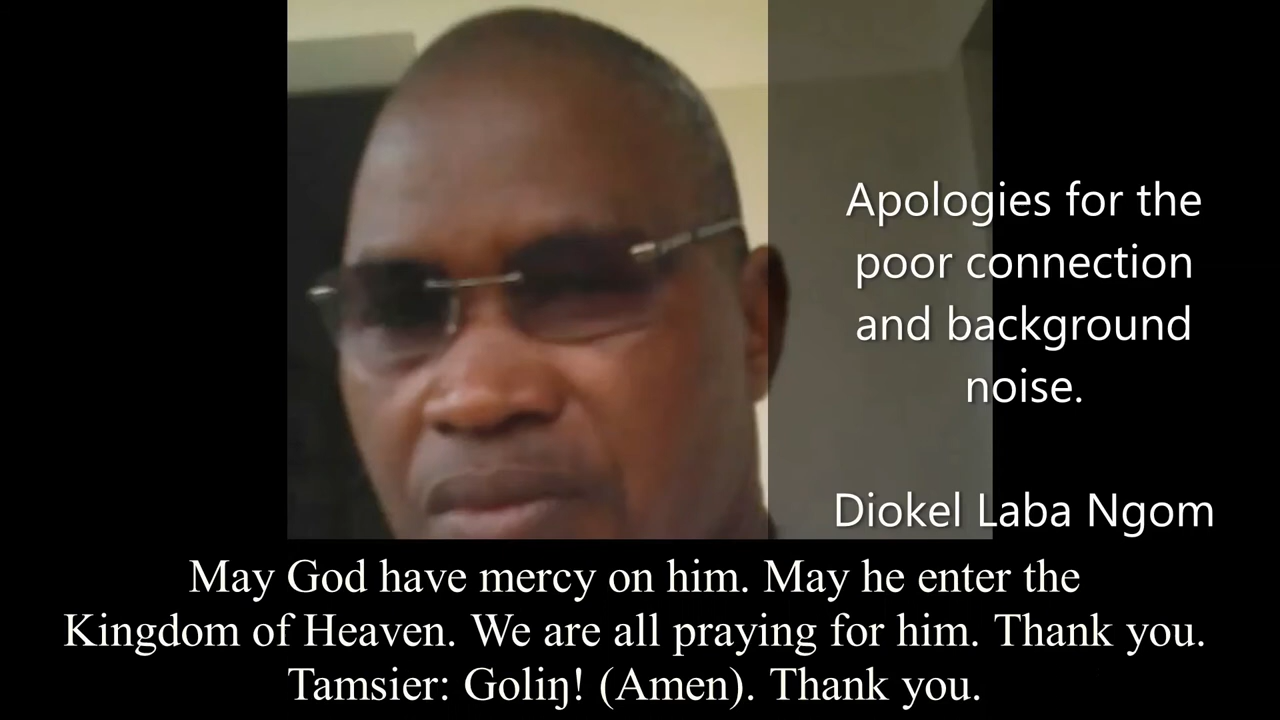 Apologies for the
poor connection
and background
noise.
Diokel Laba Ngom
May God have mercy on him. May he enter the
Kingdom of Heaven. We are all praying for him. Thank you.
Tamsier: Goliŋ! (Amen). Thank you.